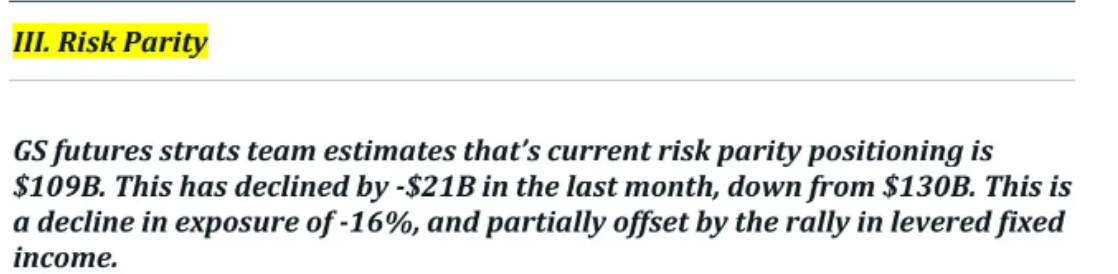 III. Risk Parity
GS futures strats team estimates that’s current risk parity positioning is
$109B. This has declined by -$21B in the last month, down from $130B. This is
a decline in exposure of -16%, and partially offset by the rally in levered fixed
income.